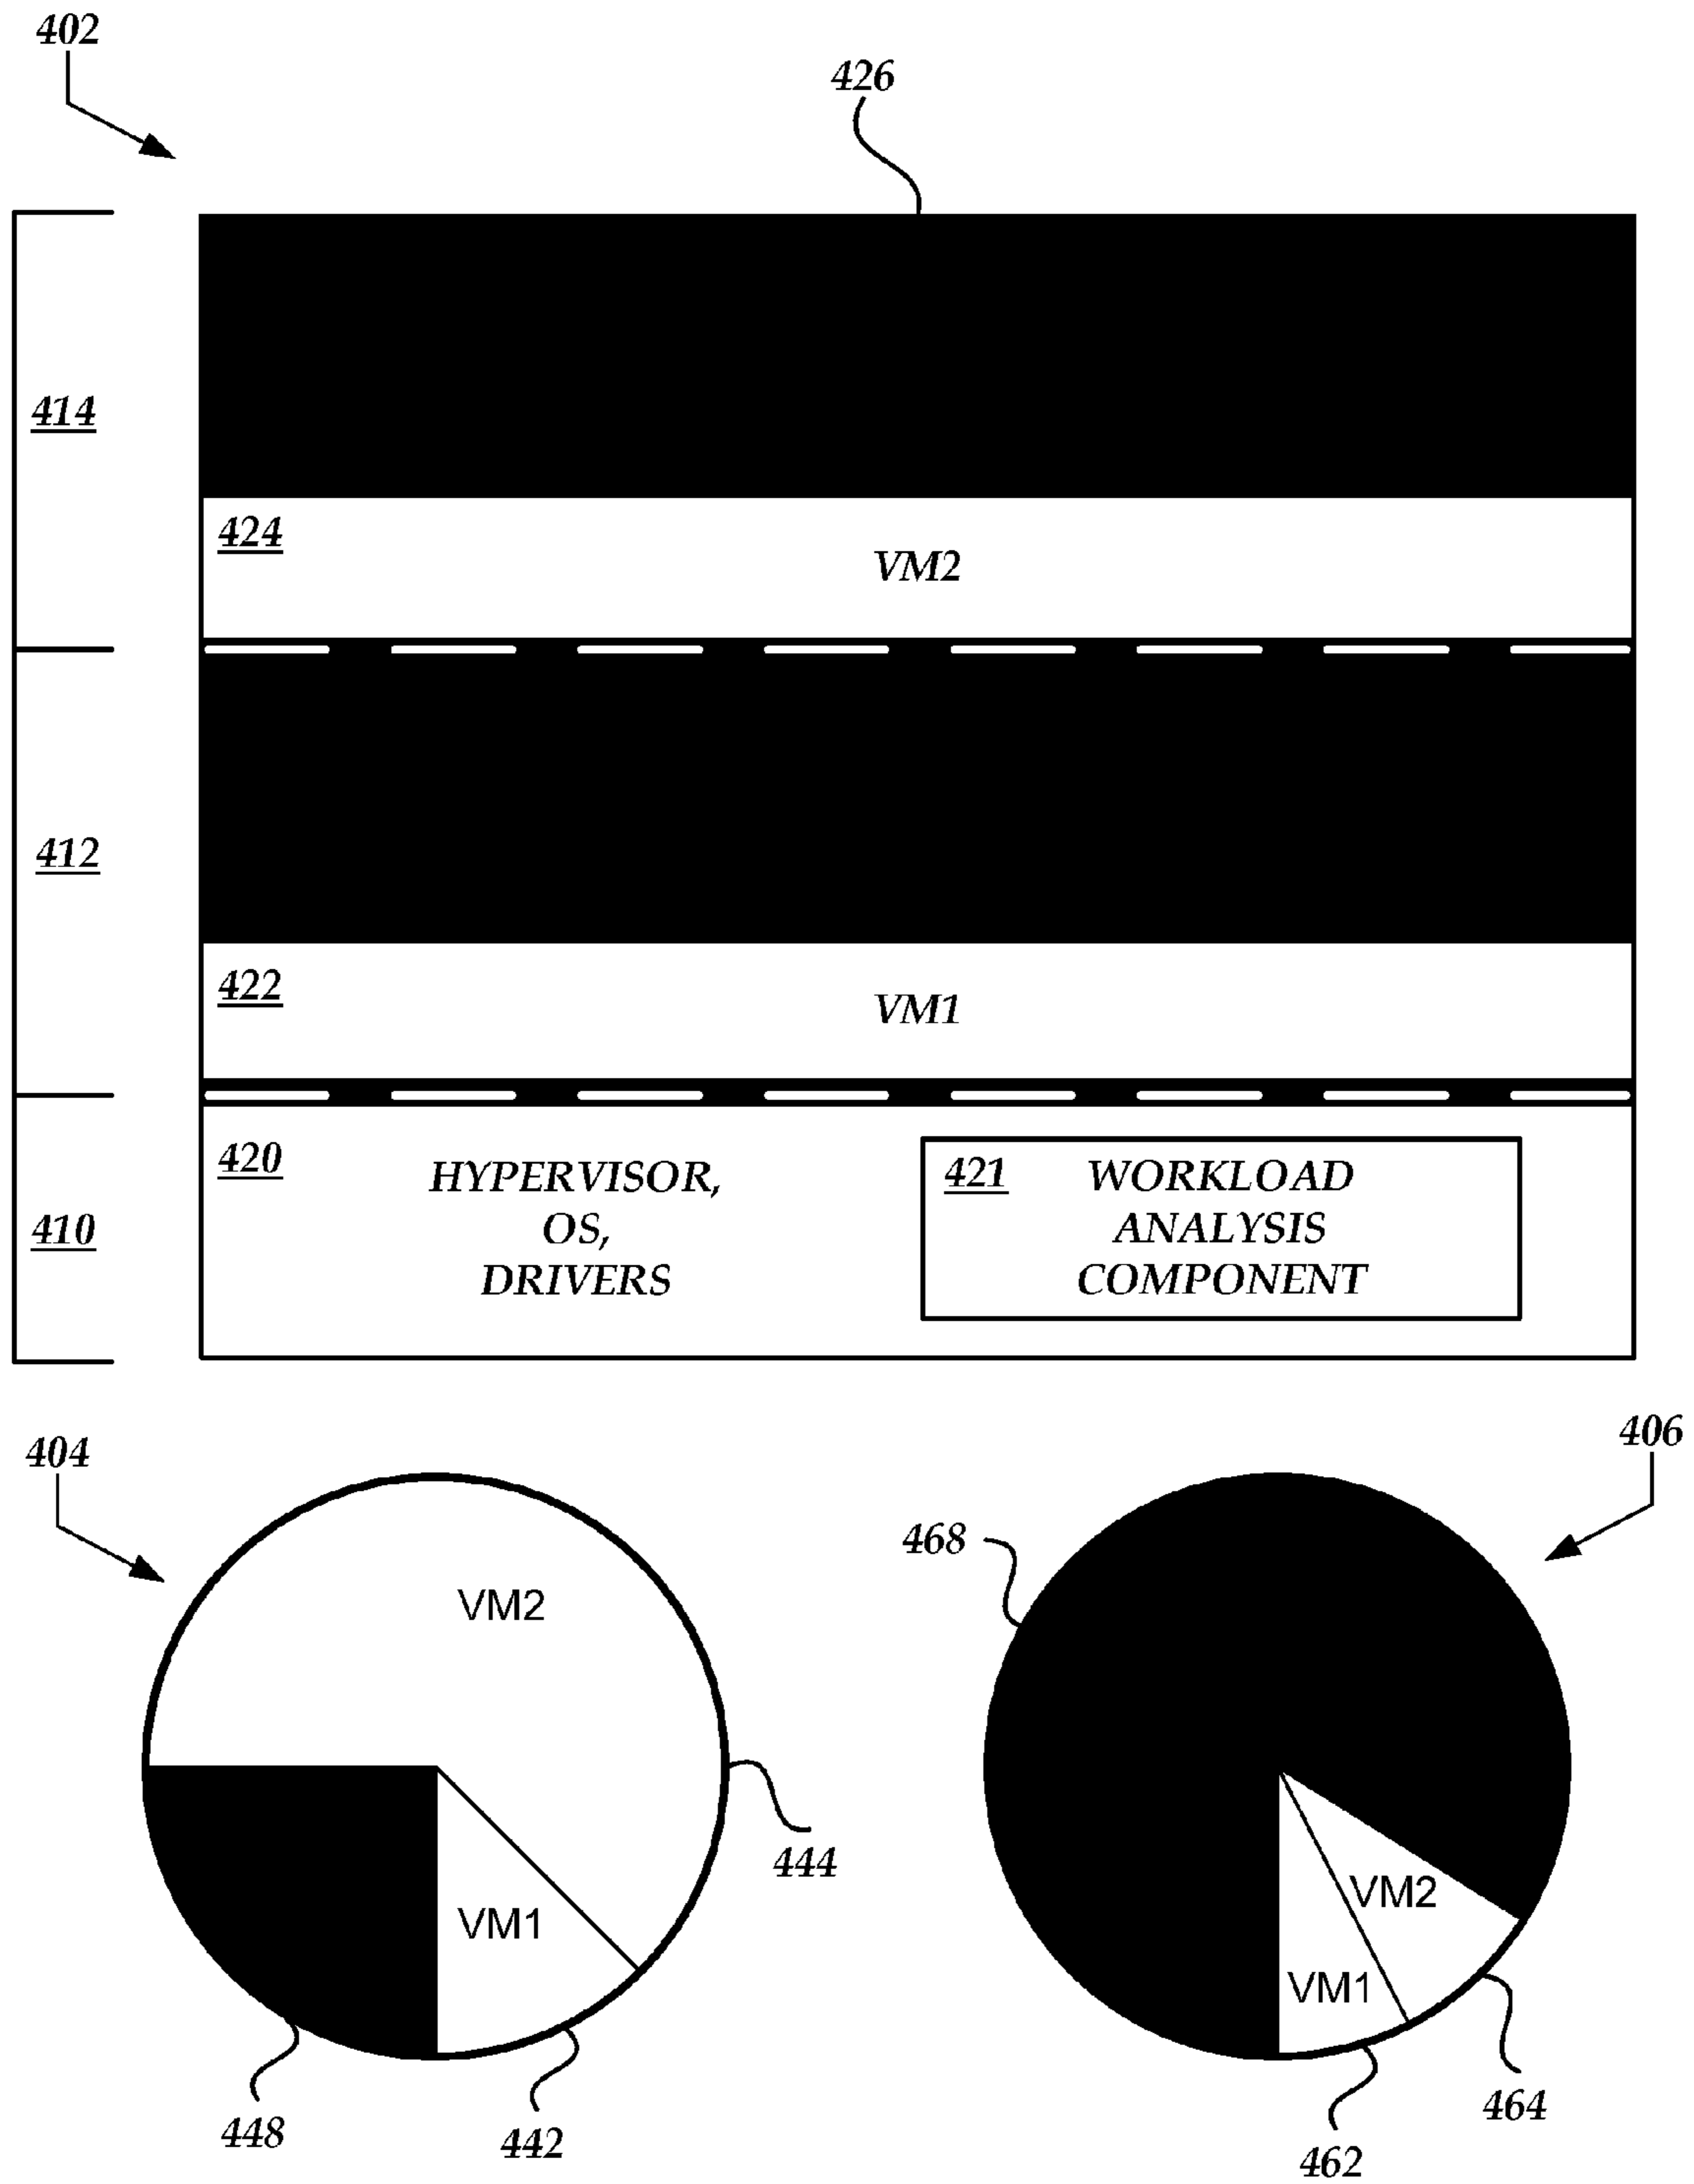 402
426
414
424
VM2
412
422
VM1
410
420
HYPERVISOR,
OS,
DRIVERS
421
WORKLOAD
ANALYSIS
COMPONENT
404
VM2
VM1
444
448
442
406
468
VM2
VM1
464
462